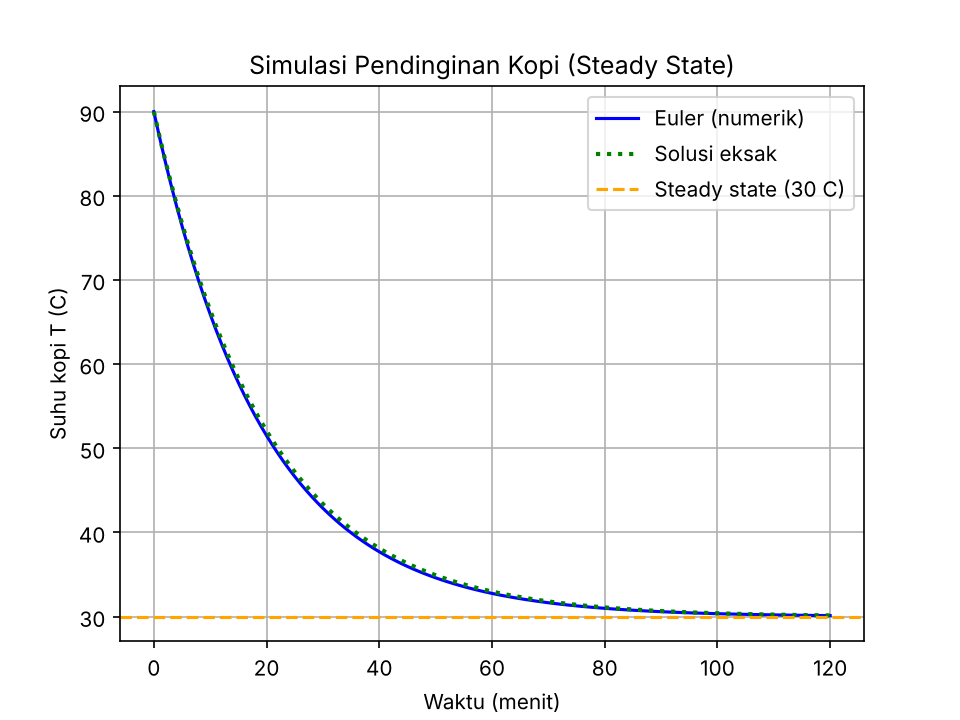 Simulasi Pendinginan Kopi (Steady State)
Euler (numerik)
Solusi eksak
Steady state (30 C)
Suhu kopi T (C)
90
80
70
60
50
40
30
0 20 40 60 80 100 120
Waktu (menit)